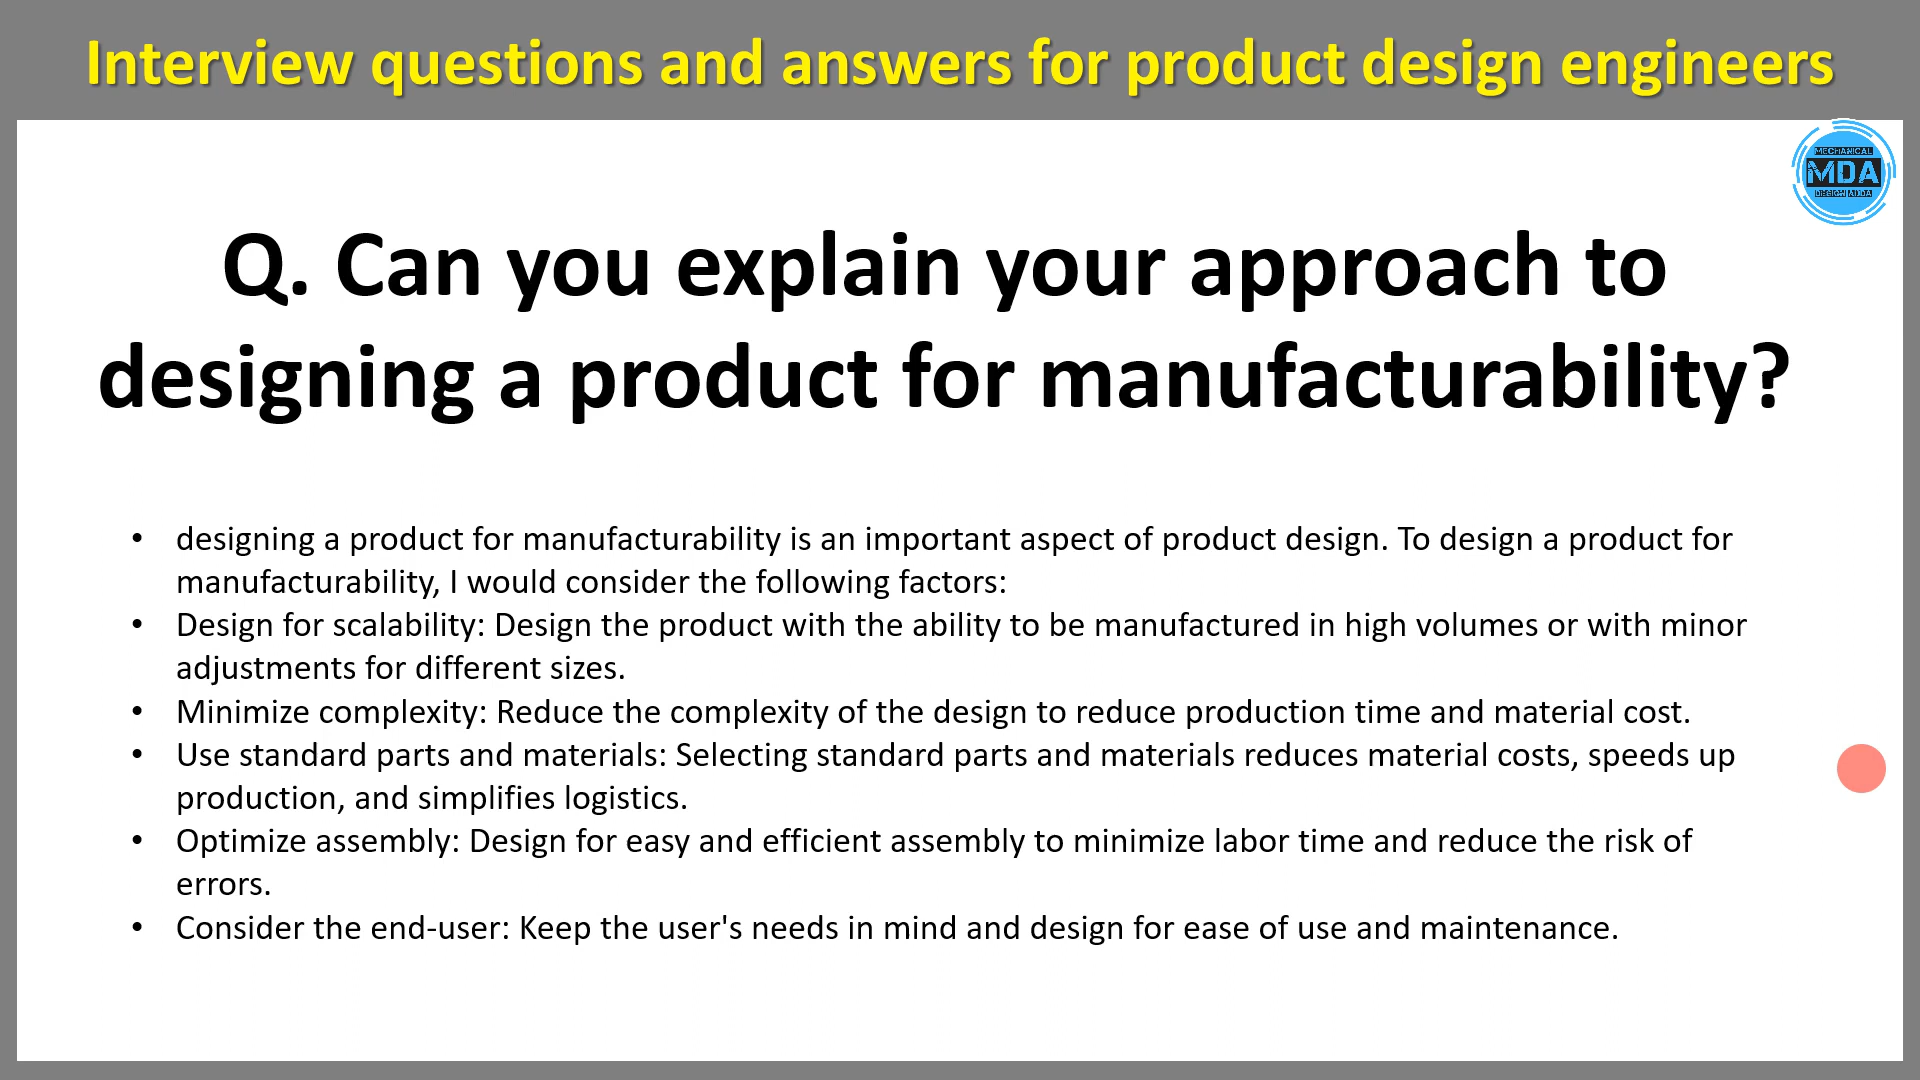 Interview questions and answers for product design engineers
MECHANICAL
MDA
DESIGN ADDA
Q. Can you explain your approach to
designing a product for manufacturability?
• designing a product for manufacturability is an important aspect of product design. To design a product for
manufacturability, I would consider the following factors:
• Design for scalability: Design the product with the ability to be manufactured in high volumes or with minor
adjustments for different sizes.
• Minimize complexity: Reduce the complexity of the design to reduce production time and material cost.
• Use standard parts and materials: Selecting standard parts and materials reduces material costs, speeds up
production, and simplifies logistics.
• Optimize assembly: Design for easy and efficient assembly to minimize labor time and reduce the risk of
errors.
• Consider the end-user: Keep the user's needs in mind and design for ease of use and maintenance.